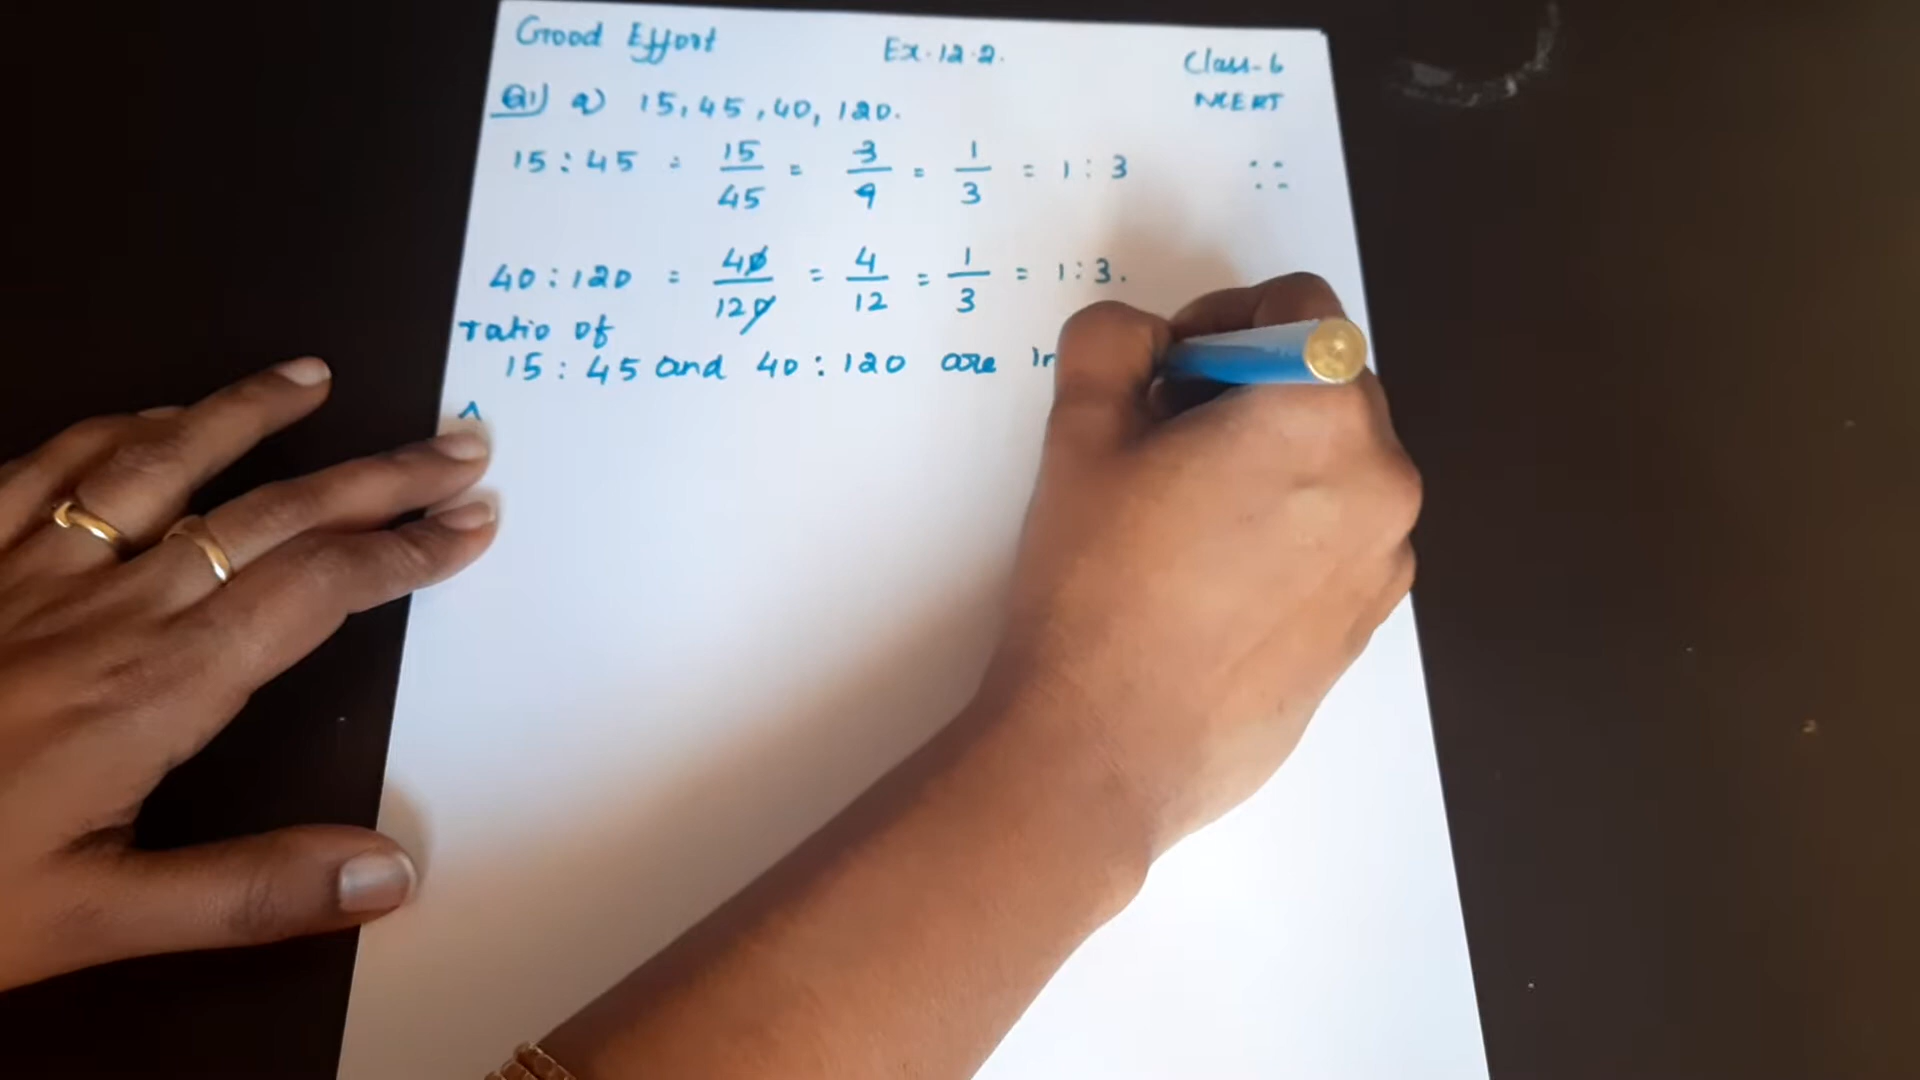 Good Effort Ex.12.2. Class-6
NCERT
Q1) a) 15, 45, 40, 120.
15 : 45 = 15/45 = 3/9 = 1/3 = 1 : 3 ::
40 : 120 = 40/120 = 4/12 = 1/3 = 1 : 3.
ratio of
15 : 45 and 40 : 120 are in